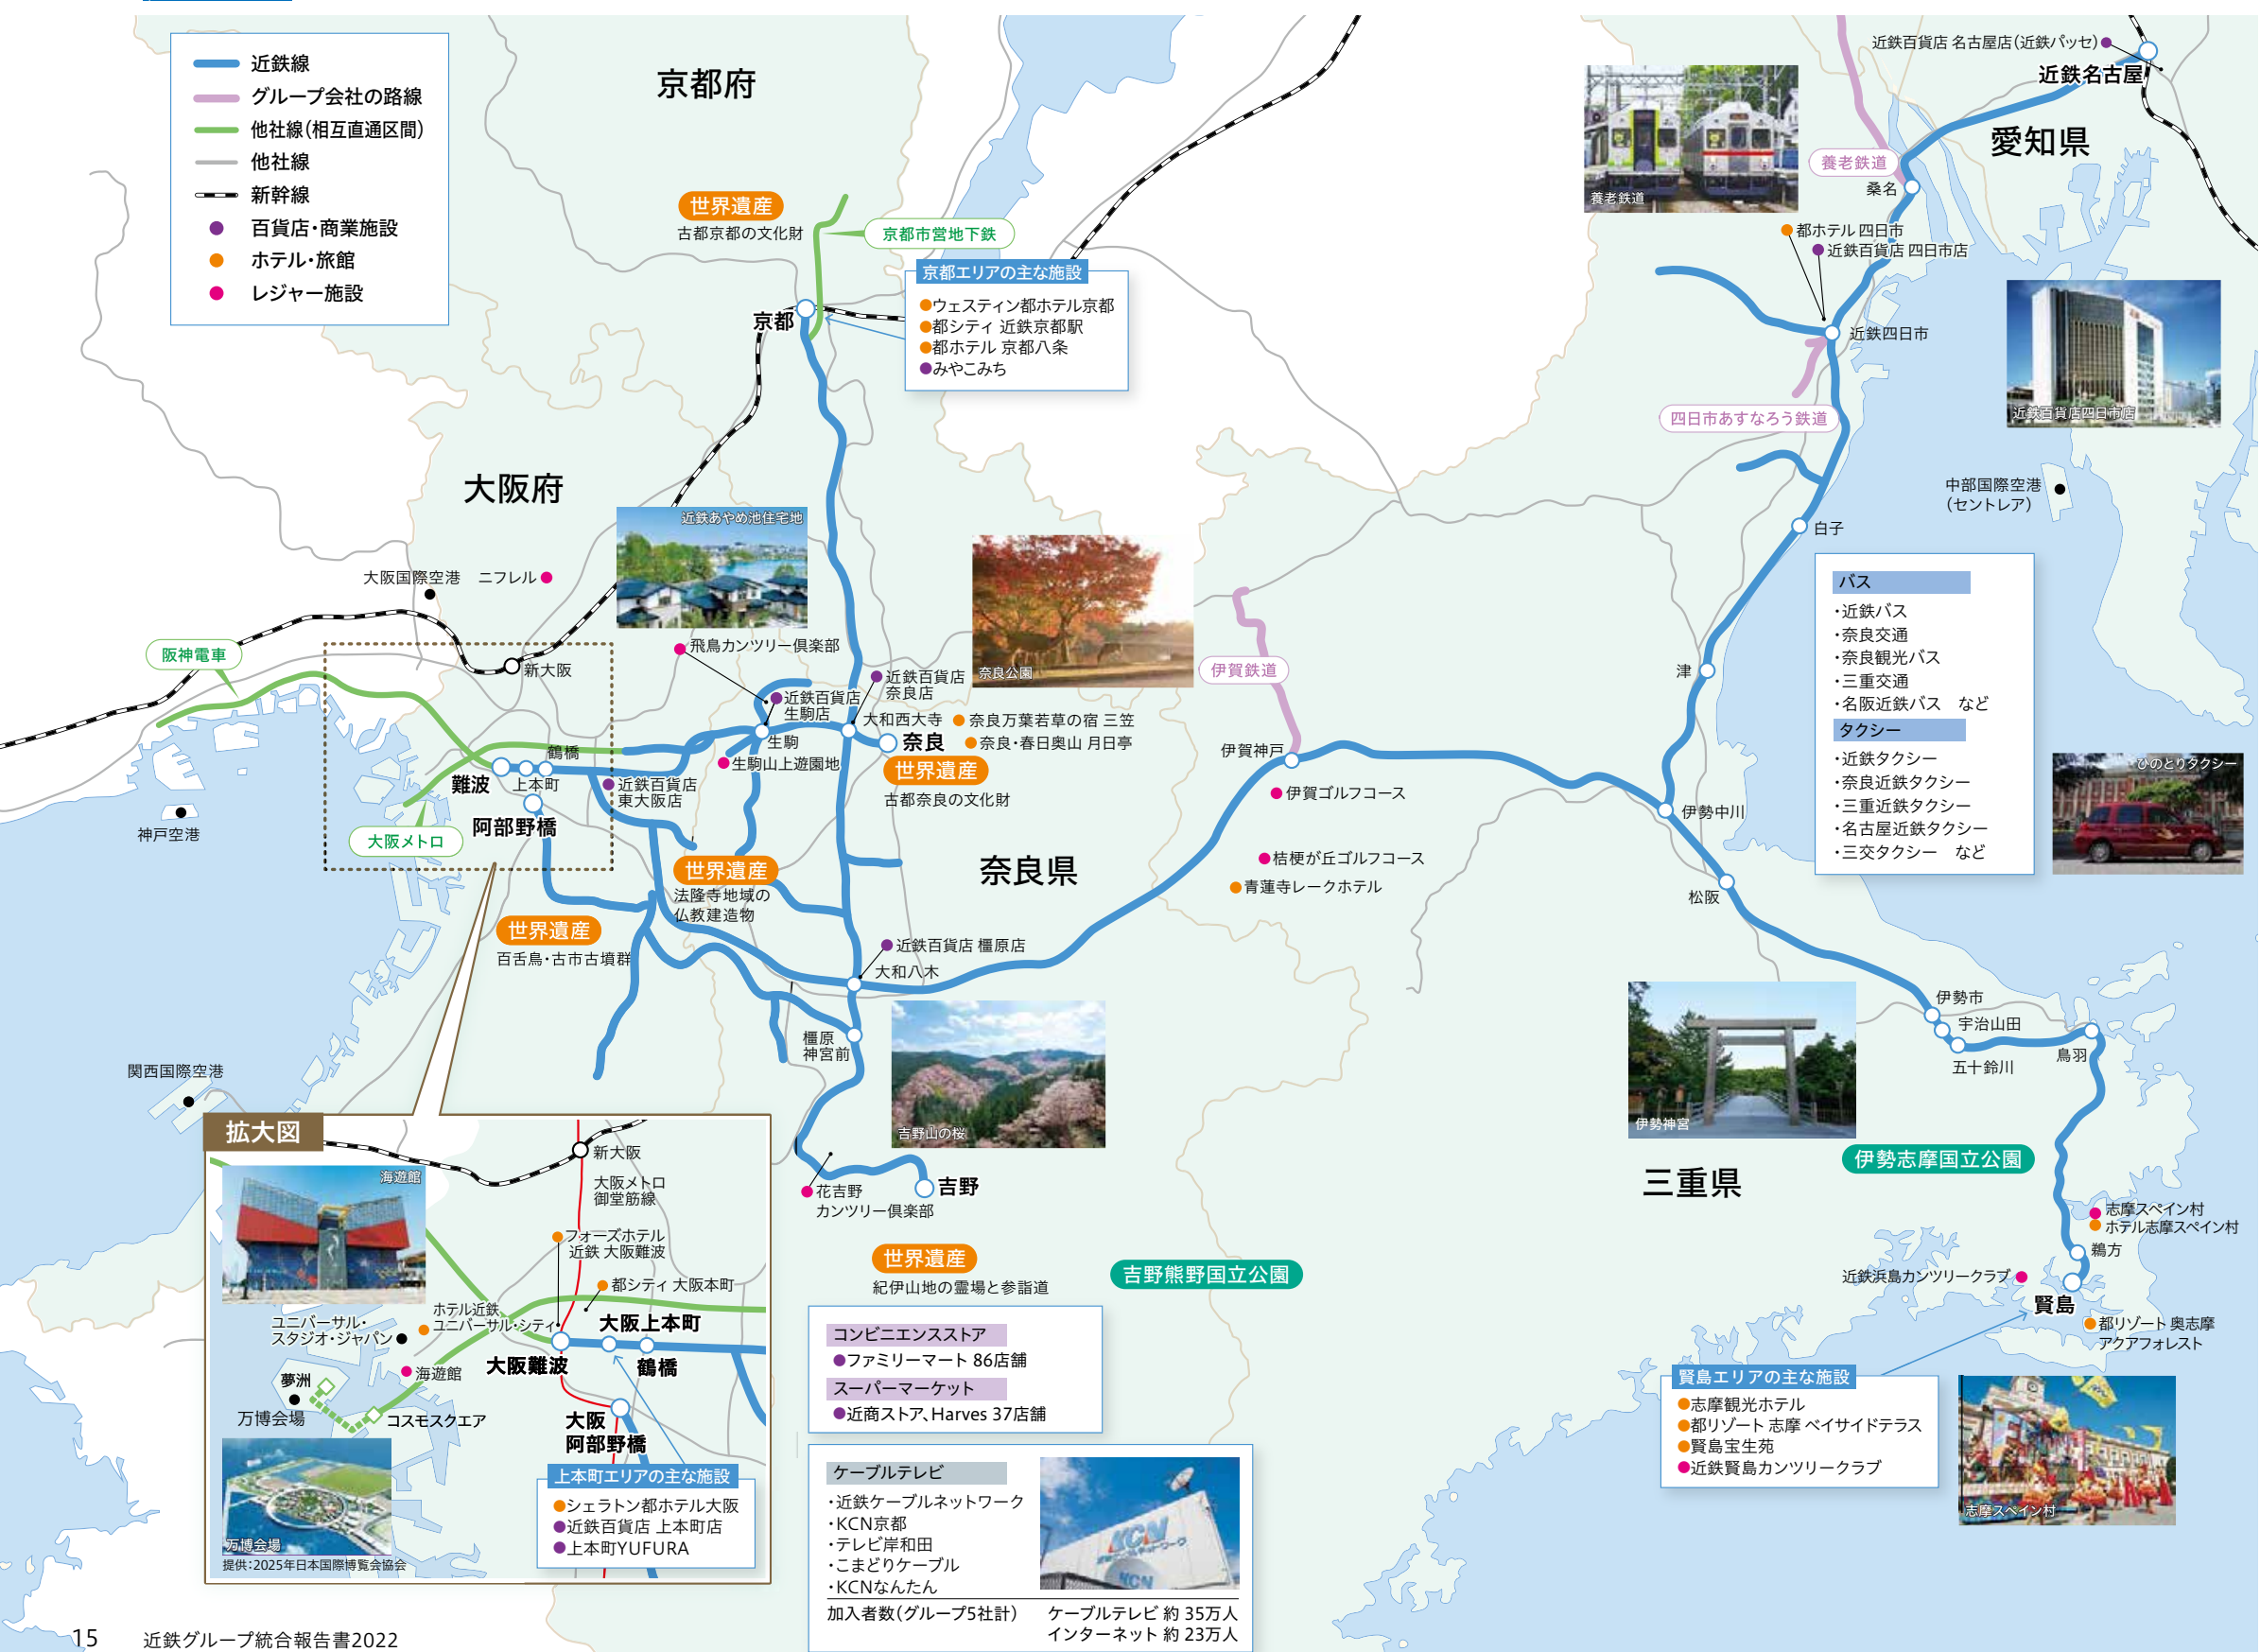 近鉄線
グループ会社の路線
他社線(相互直通区間)
他社線
新幹線
百貨店・商業施設
ホテル・旅館
レジャー施設
京都府
世界遺産
古都京都の文化財
京都市営地下鉄
京都エリアの主な施設
ウェスティン都ホテル京都
都シティ 近鉄京都駅
都ホテル 京都八条
みやこみち
京都
近鉄百貨店 名古屋店(近鉄パッセ)
近鉄名古屋
愛知県
養老鉄道
養老鉄道
桑名
都ホテル 四日市
近鉄百貨店 四日市店
近鉄四日市
近鉄百貨店四日市店
四日市あすなろう鉄道
中部国際空港
(セントレア)
白子
大阪府
近鉄あやめ池住宅地
大阪国際空港
ニフレル
阪神電車
新大阪
飛鳥カンツリー倶楽部
近鉄百貨店
生駒店
近鉄百貨店
奈良店
奈良公園
伊賀鉄道
津
大和西大寺
奈良万葉若草の宿 三笠
奈良・春日奥山 月日亭
生駒
奈良
生駒山上遊園地
世界遺産
古都奈良の文化財
鶴橋
難波
上本町
近鉄百貨店
東大阪店
阿部野橋
大阪メトロ
神戸空港
伊賀神戸
伊賀ゴルフコース
桔梗が丘ゴルフコース
青蓮寺レークホテル
伊勢中川
松阪
バス
・近鉄バス
・奈良交通
・奈良観光バス
・三重交通
・名阪近鉄バス など
タクシー
・近鉄タクシー
・奈良近鉄タクシー
・三重近鉄タクシー
・名古屋近鉄タクシー
・三交タクシー など
ひのとりタクシー
世界遺産
法隆寺地域の
仏教建造物
奈良県
世界遺産
百舌鳥・古市古墳群
近鉄百貨店 橿原店
大和八木
橿原
神宮前
吉野山の桜
関西国際空港
伊勢神宮
伊勢市
宇治山田
五十鈴川
鳥羽
伊勢志摩国立公園
三重県
花吉野
カンツリー倶楽部
吉野
世界遺産
紀伊山地の霊場と参詣道
吉野熊野国立公園
志摩スペイン村
ホテル志摩スペイン村
鵜方
近鉄浜島カンツリークラブ
賢島
都リゾート 奥志摩
アクアフォレスト
賢島エリアの主な施設
志摩観光ホテル
都リゾート 志摩 ベイサイドテラス
賢島宝生苑
近鉄賢島カンツリークラブ
志摩スペイン村
拡大図
海遊館
新大阪
大阪メトロ
御堂筋線
フォーズホテル
近鉄 大阪難波
都シティ 大阪本町
ホテル近鉄
ユニバーサル・シティ
ユニバーサル・
スタジオ・ジャパン
大阪上本町
大阪難波
鶴橋
海遊館
夢洲
万博会場
コスモスクエア
大阪
阿部野橋
万博会場
提供:2025年日本国際博覧会協会
上本町エリアの主な施設
シェラトン都ホテル大阪
近鉄百貨店 上本町店
上本町YUFURA
コンビニエンスストア
ファミリーマート 86店舗
スーパーマーケット
近商ストア、Harves 37店舗
ケーブルテレビ
・近鉄ケーブルネットワーク
・KCN京都
・テレビ岸和田
・こまどりケーブル
・KCNなんたん
加入者数(グループ5社計) ケーブルテレビ 約 35万人
インターネット 約 23万人
KCN
KCN
15 近鉄グループ統合報告書2022